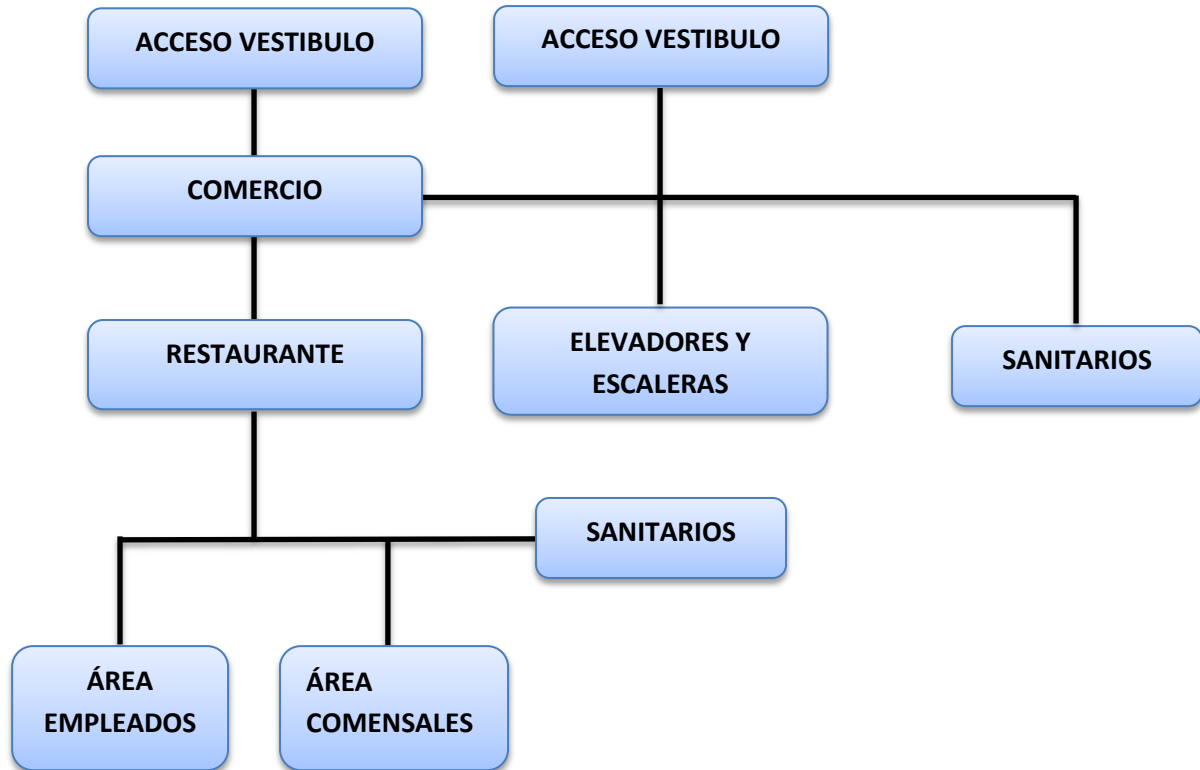 ACCESO VESTIBULO
ACCESO VESTIBULO
COMERCIO
RESTAURANTE
ELEVADORES Y
ESCALERAS
SANITARIOS
SANITARIOS
ÁREA
EMPLEADOS
ÁREA
COMENSALES